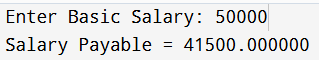 Enter Basic Salary: 50000
Salary Payable = 41500.000000